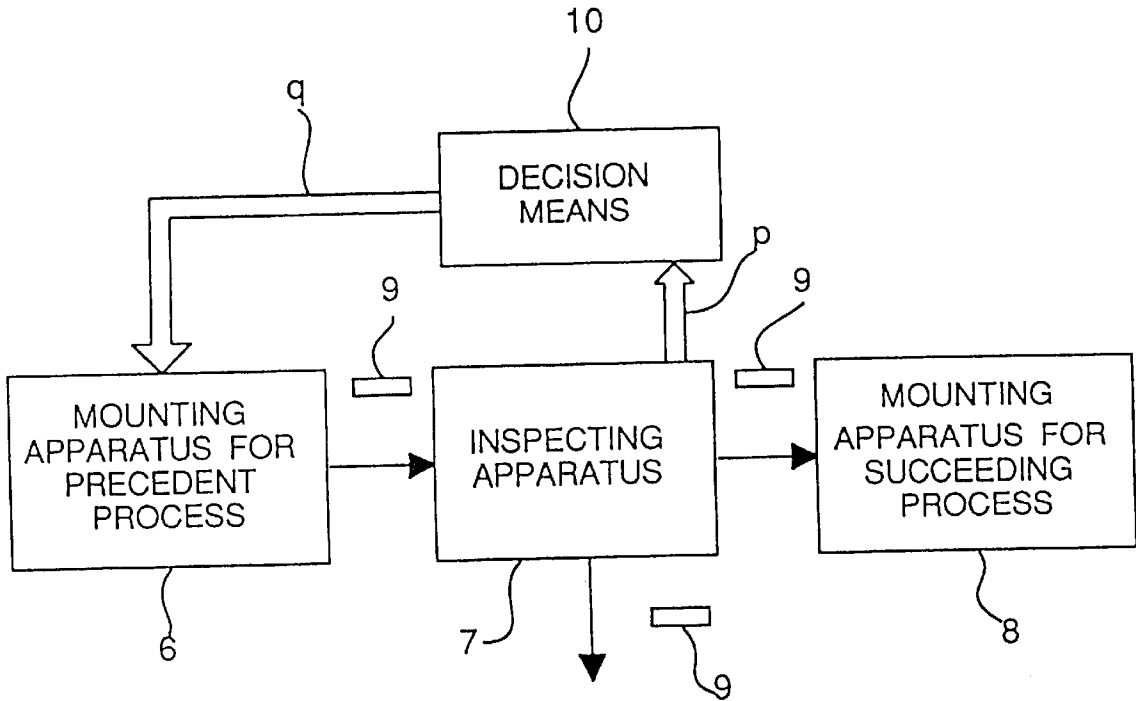 10
q
DECISION
MEANS
p
9
9
MOUNTING
APPARATUS FOR
PRECEDENT
PROCESS
INSPECTING
APPARATUS
MOUNTING
APPARATUS FOR
SUCCEEDING
PROCESS
6
7
9
8